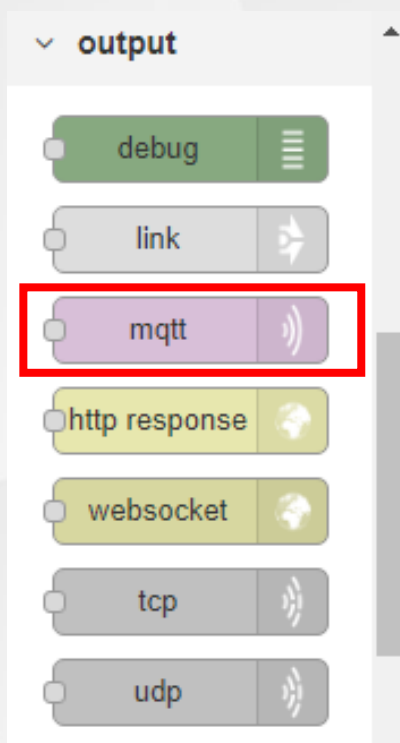 output
debug
link
mqtt
http response
websocket
tcp
udp